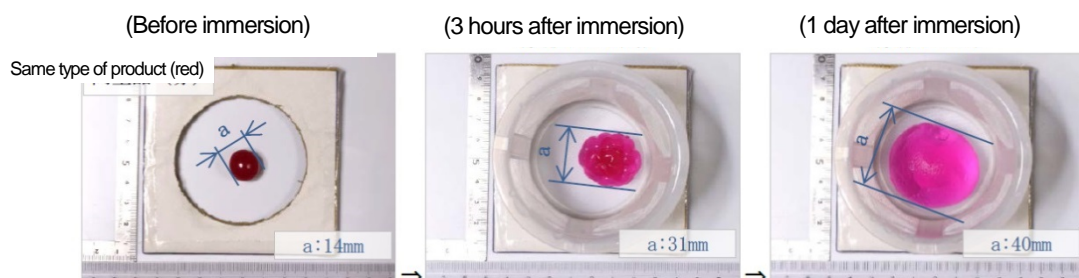 (Before immersion)
(3 hours after immersion)
(1 day after immersion)
Same type of product (red)
a
a
a
a:14mm
→
a:31mm
→
a:40mm